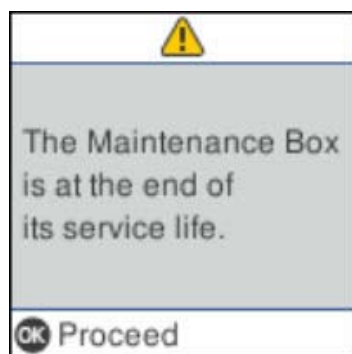 The Maintenance Box
is at the end of
its service life.
OK Proceed